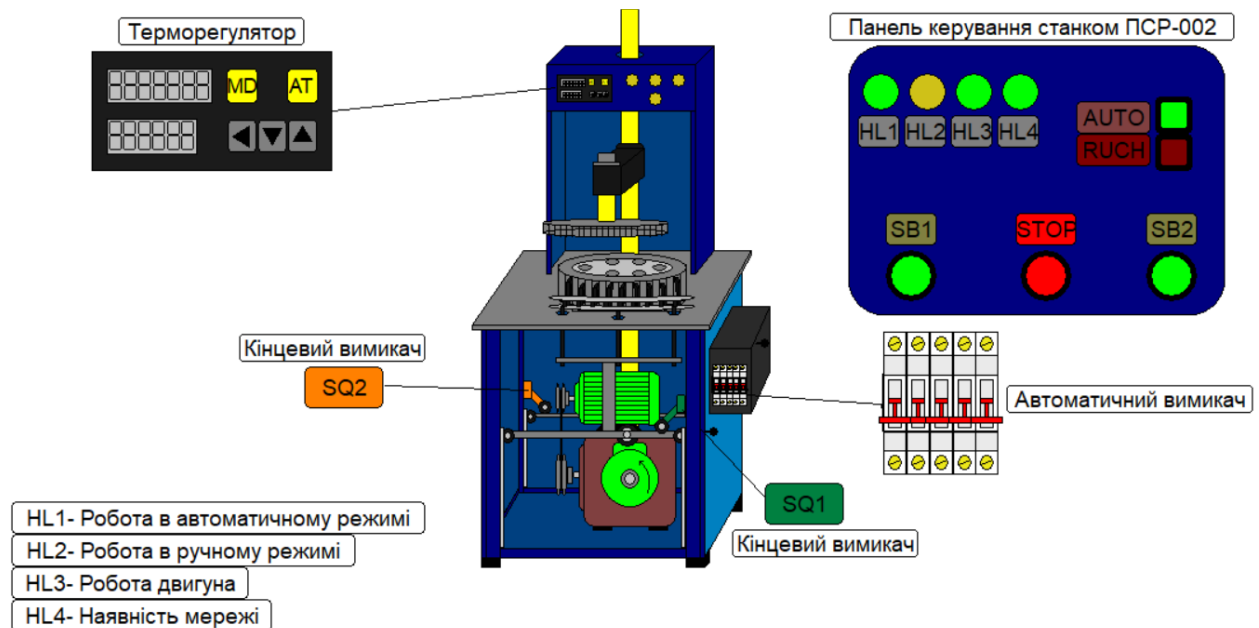 Терморегулятор
MD
AT
Панель керування станком ПСР-002
HL1 HL2 HL3 HL4
AUTO
RUCH
SB1
STOP
SB2
Кінцевий вимикач
SQ2
Автоматичний вимикач
SQ1
Кінцевий вимикач
HL1- Робота в автоматичному режимі
HL2- Робота в ручному режимі
HL3- Робота двигуна
HL4- Наявність мережі